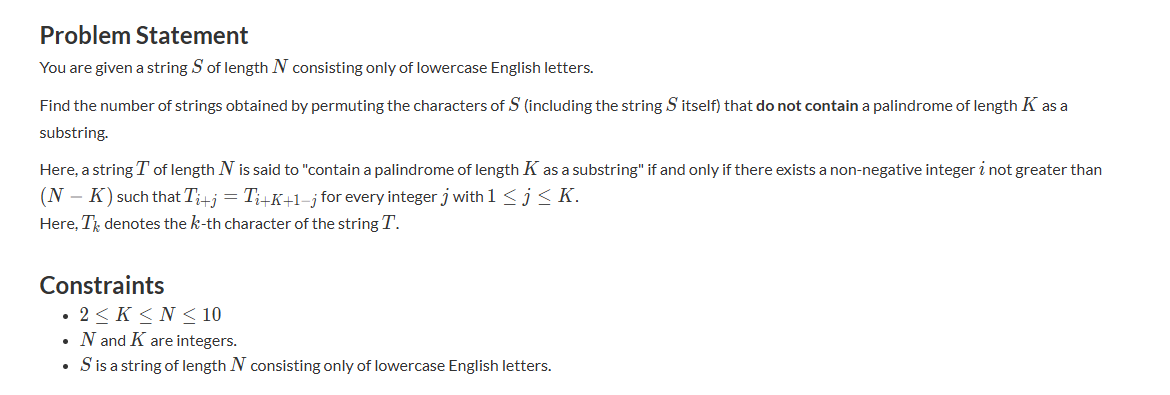 Problem Statement
You are given a string S of length N consisting only of lowercase English letters.
Find the number of strings obtained by permuting the characters of S (including the string S itself) that do not contain a palindrome of length K as a
substring.
Here, a string T of length N is said to "contain a palindrome of length K as a substring" if and only if there exists a non-negative integer i not greater than
(N − K) such that T_{i+j} = T_{i+K+1−j} for every integer j with 1 ≤ j ≤ K.
Here, T_k denotes the k-th character of the string T.
Constraints
• 2 ≤ K ≤ N ≤ 10
• N and K are integers.
• S is a string of length N consisting only of lowercase English letters.